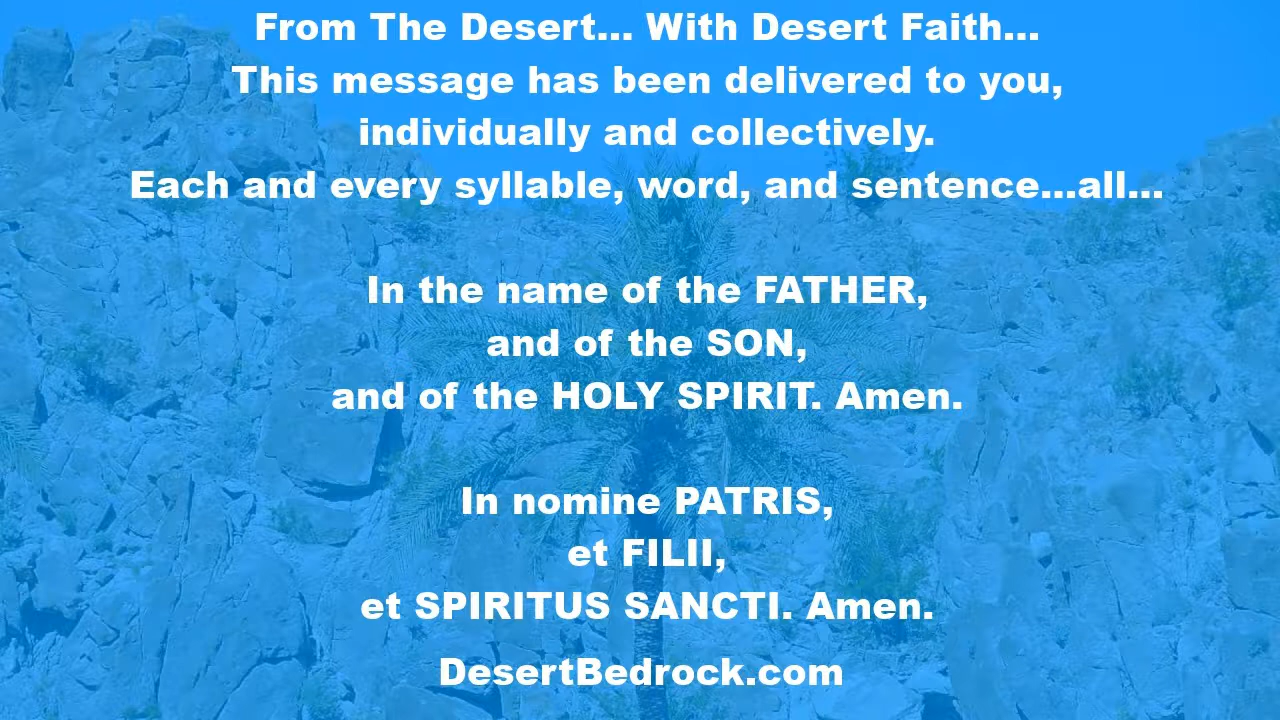 From The Desert... With Desert Faith...
This message has been delivered to you,
individually and collectively.
Each and every syllable, word, and sentence...all...
In the name of the FATHER,
and of the SON,
and of the HOLY SPIRIT. Amen.
In nomine PATRIS,
et FILII,
et SPIRITUS SANCTI. Amen.
DesertBedrock.com